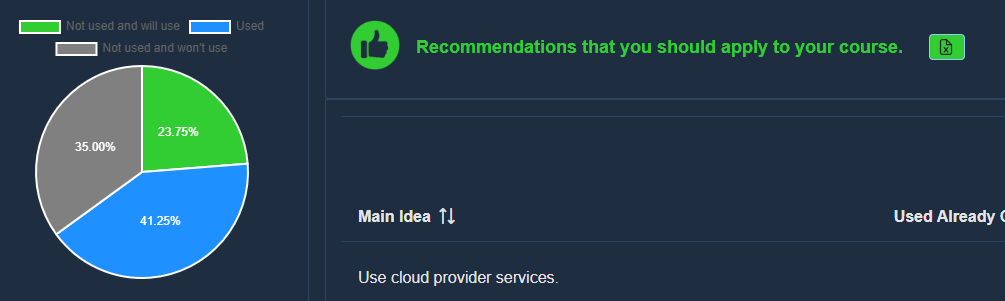 Not used and will use Used
Not used and won't use
23.75%
35.00%
41.25%
Recommendations that you should apply to your course.
Main Idea Used Already
Use cloud provider services.